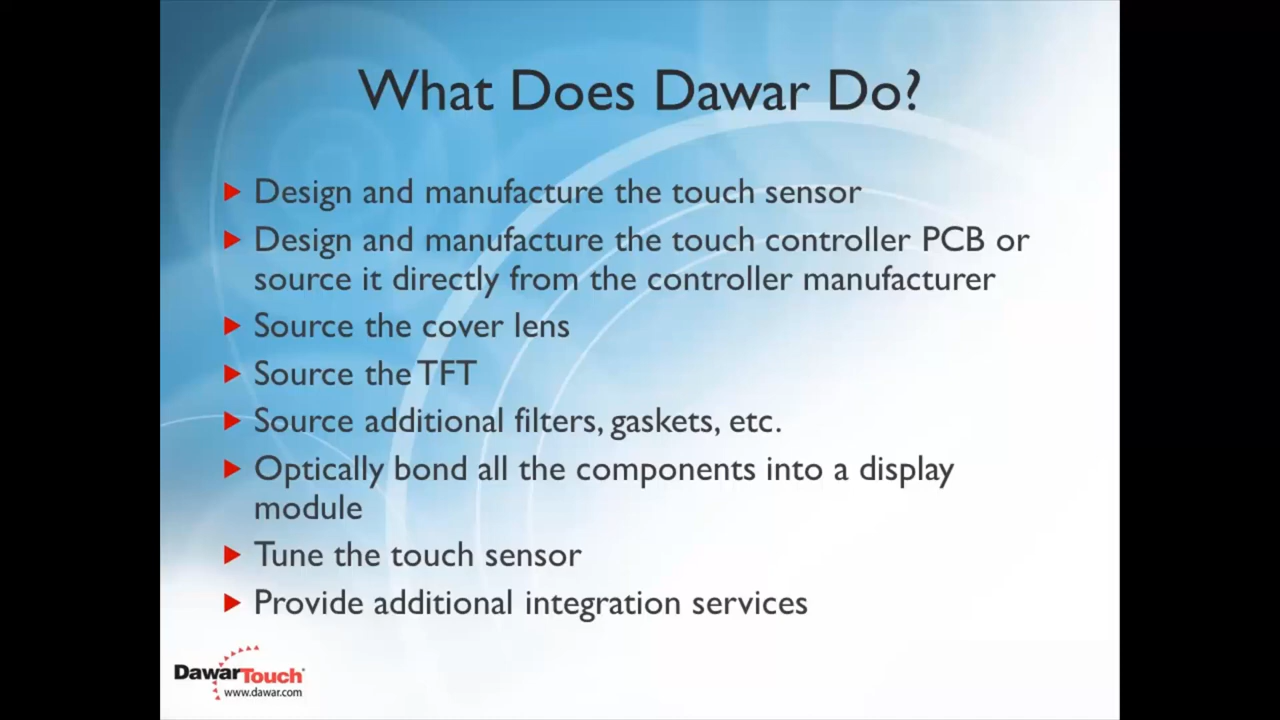 What Does Dawar Do?
Design and manufacture the touch sensor
Design and manufacture the touch controller PCB or
source it directly from the controller manufacturer
Source the cover lens
Source the TFT
Source additional filters, gaskets, etc.
Optically bond all the components into a display
module
Tune the touch sensor
Provide additional integration services
DawarTouch
www.dawar.com